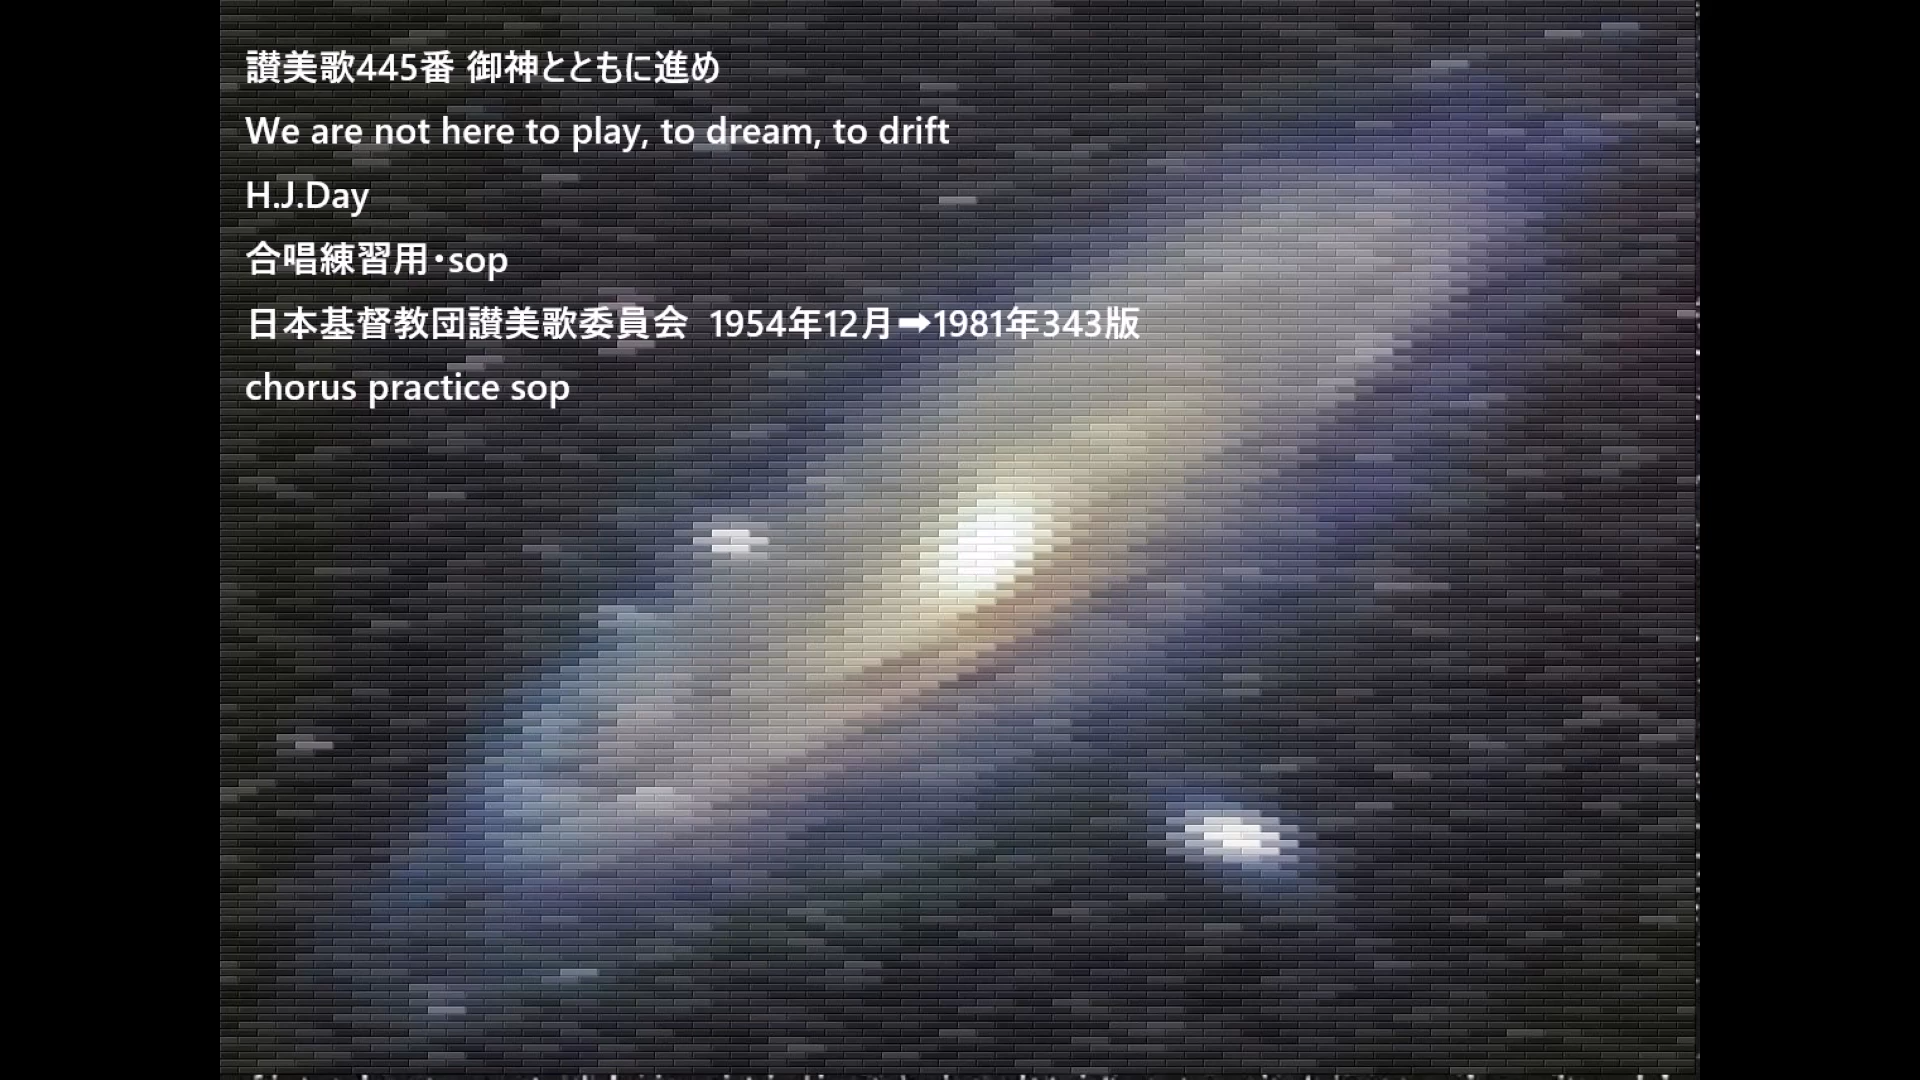 讃美歌445番 御神とともに進め
We are not here to play, to dream, to drift
H.J.Day
合唱練習用・sop
日本基督教団讃美歌委員会 1954年12月➡1981年343版
chorus practice sop